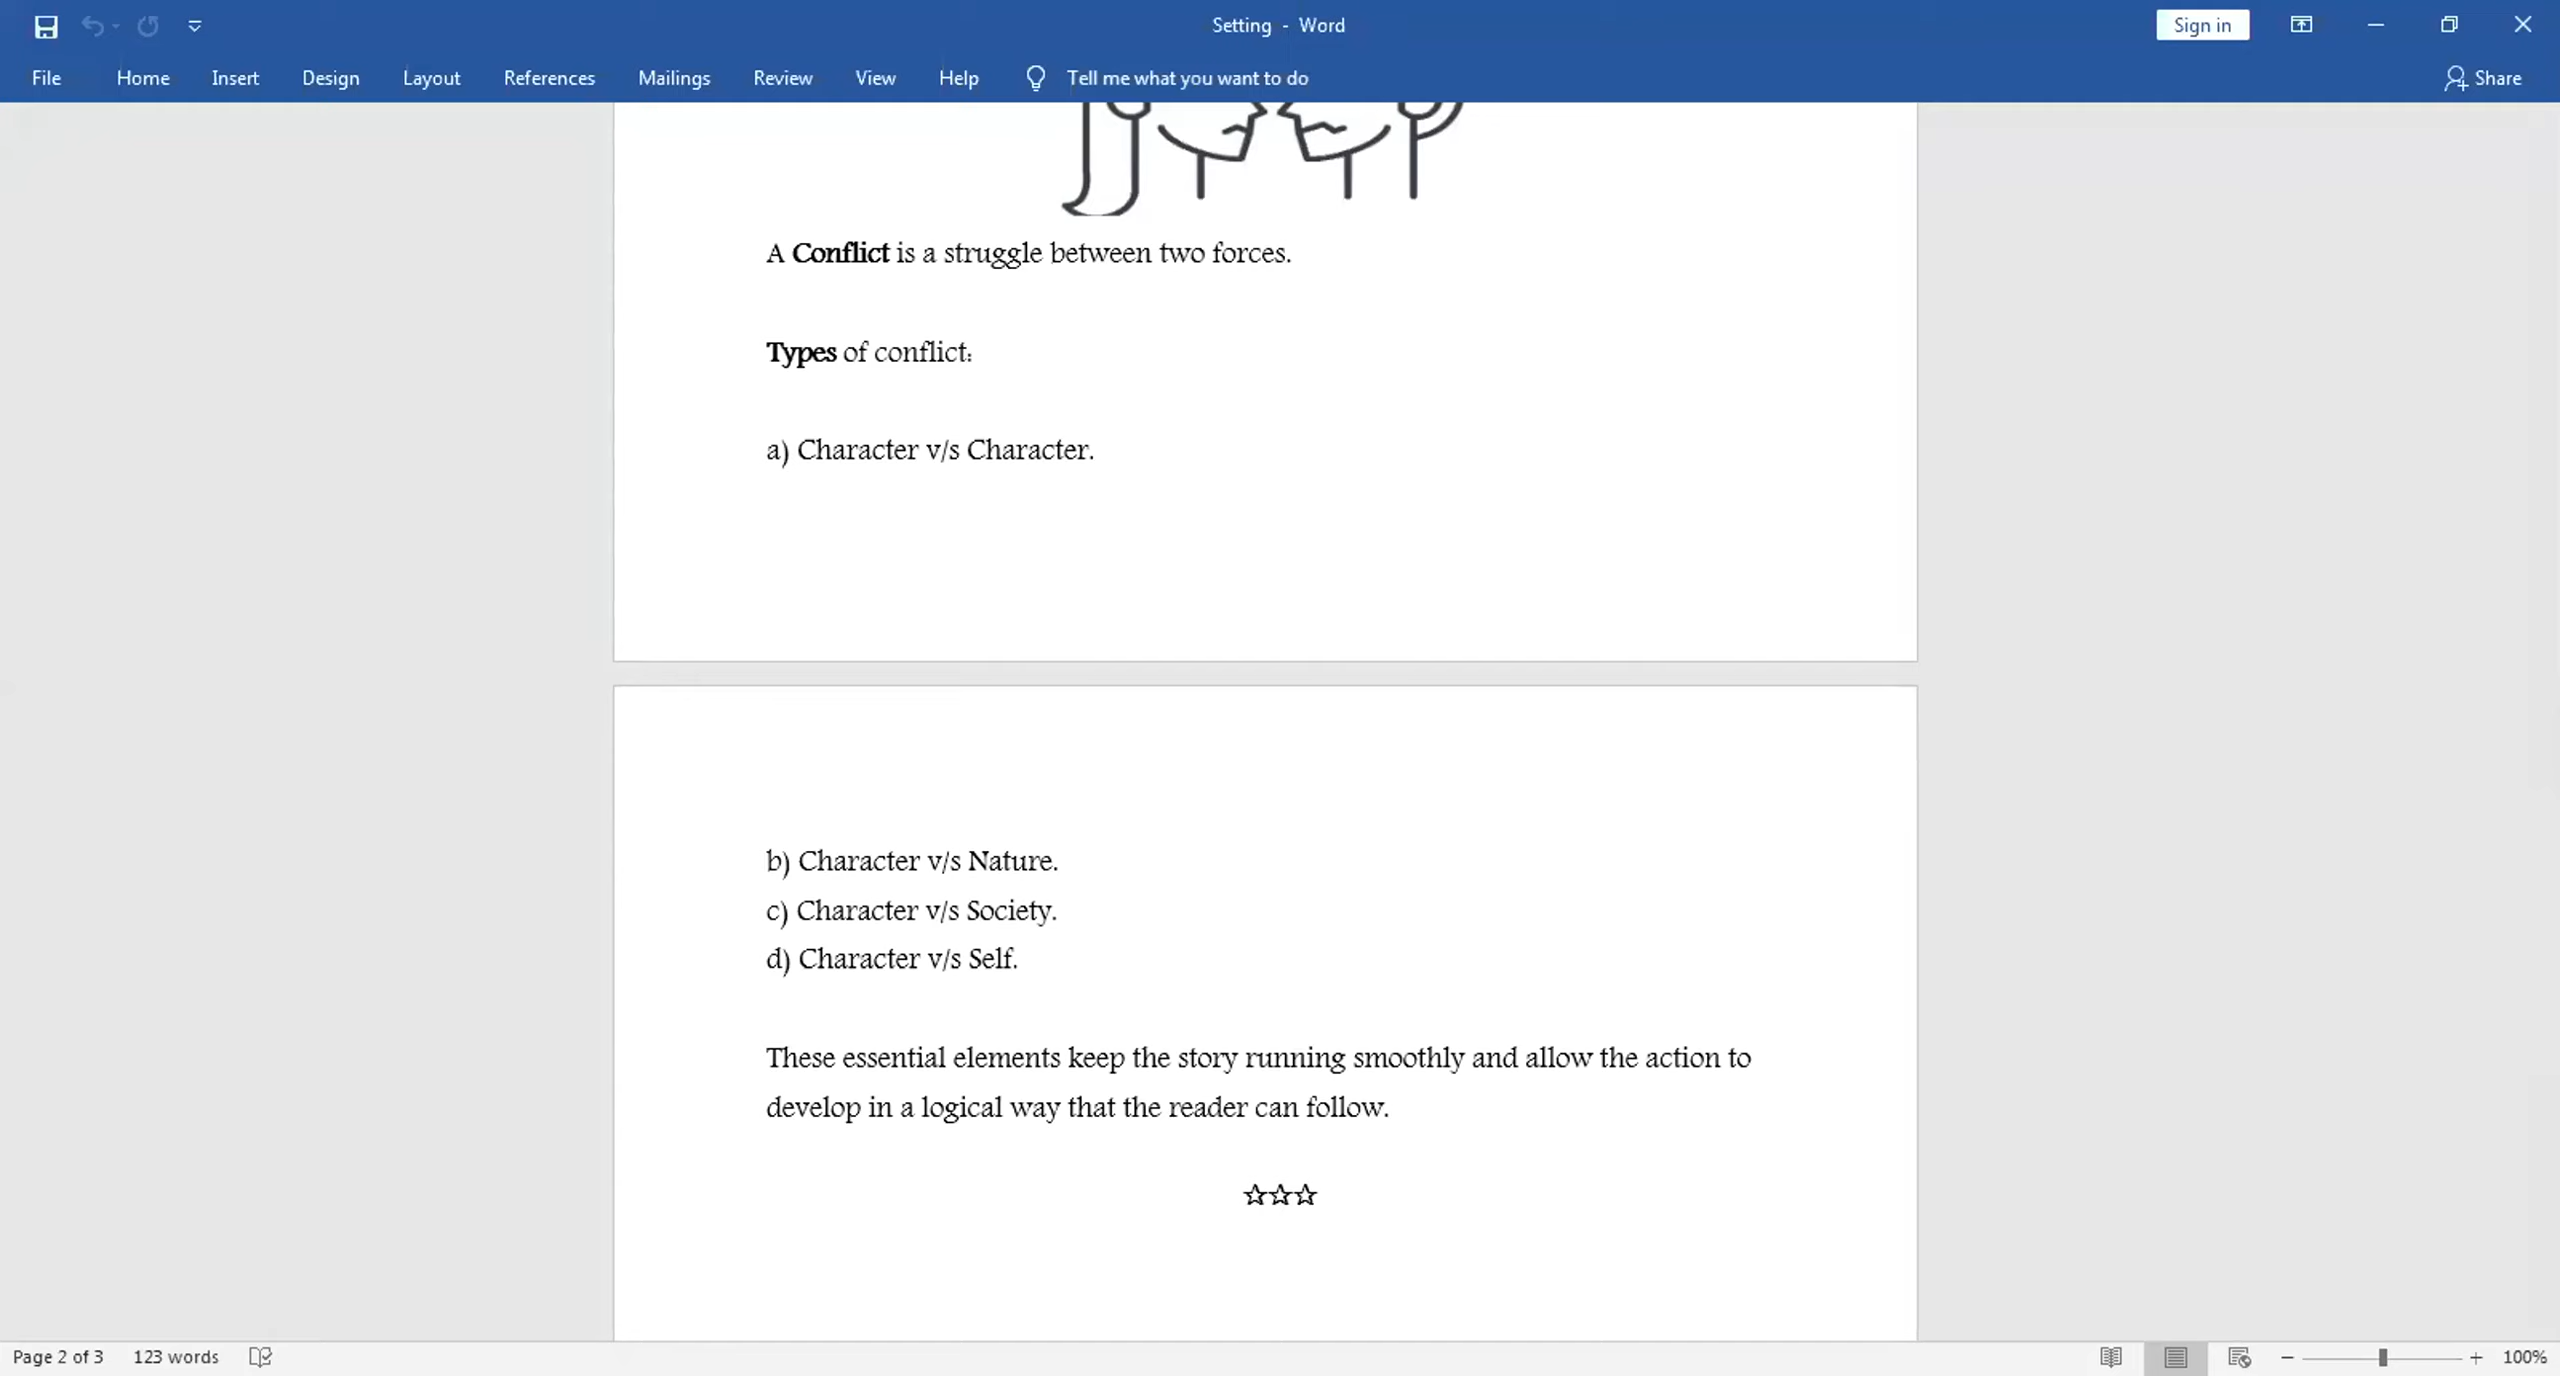 Setting - Word
Sign in
File Home Insert Design Layout References Mailings Review View Help Tell me what you want to do Share
A Conflict is a struggle between two forces.
Types of conflict:
a) Character v/s Character.
b) Character v/s Nature.
c) Character v/s Society.
d) Character v/s Self.
These essential elements keep the story running smoothly and allow the action to
develop in a logical way that the reader can follow.
☆☆☆
Page 2 of 3 123 words 100%